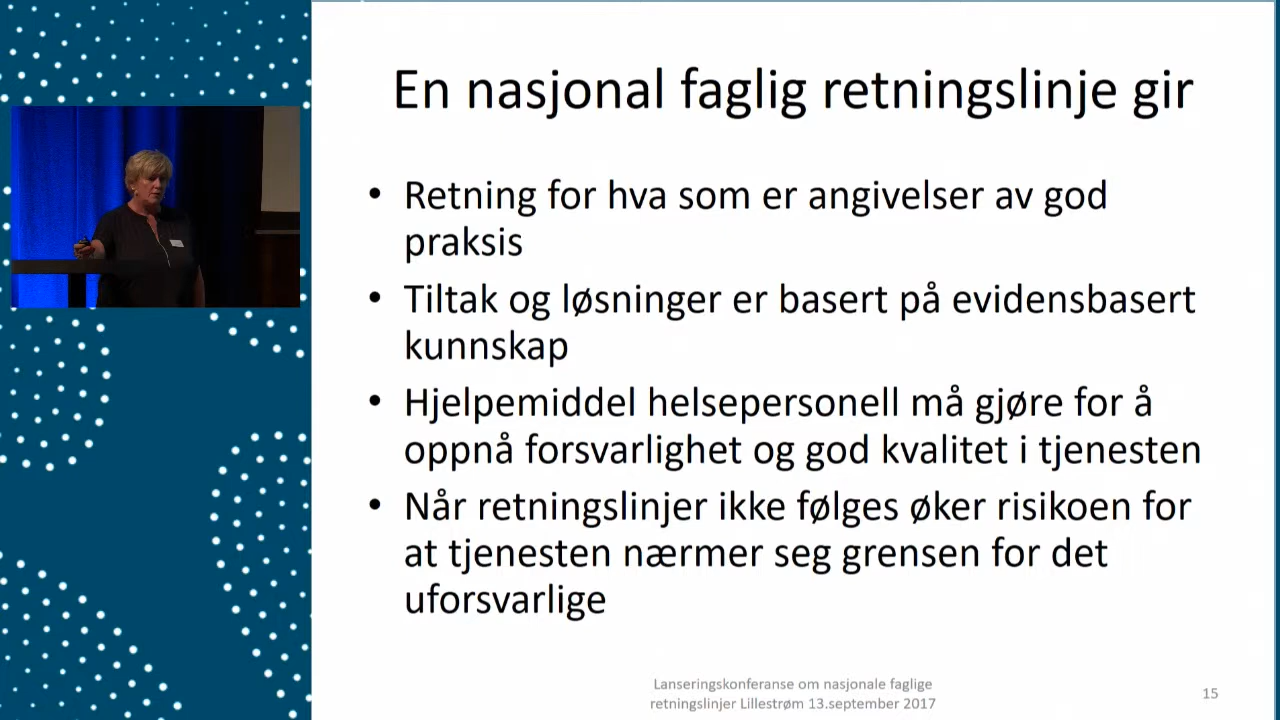 En nasjonal faglig retningslinje gir
• Retning for hva som er angivelser av god
praksis
• Tiltak og løsninger er basert på evidensbasert
kunnskap
• Hjelpemiddel helsepersonell må gjøre for å
oppnå forsvarlighet og god kvalitet i tjenesten
• Når retningslinjer ikke følges øker risikoen for
at tjenesten nærmer seg grensen for det
uforsvarlige
Lanseringskonferanse om nasjonale faglige
retningslinjer Lillestrøm 13.september 2017
15